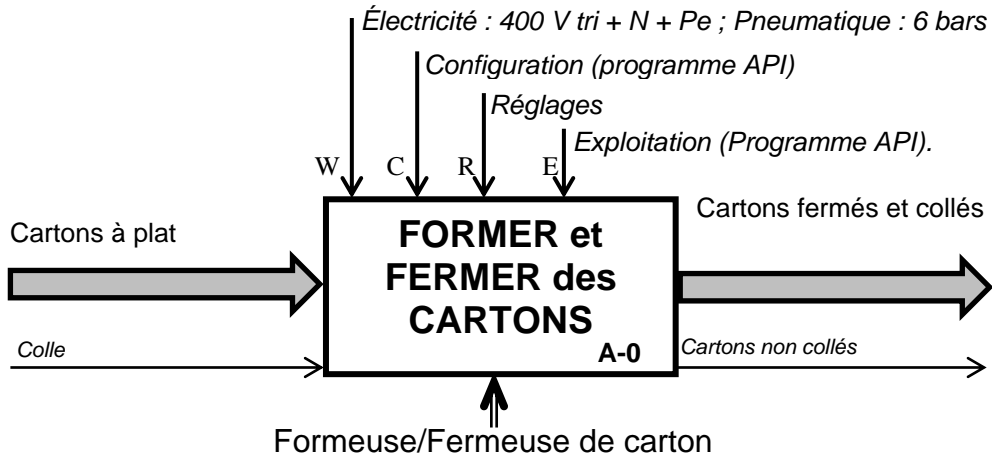 Électricité : 400 V tri + N + Pe ; Pneumatique : 6 bars
Configuration (programme API)
Réglages
Exploitation (Programme API).
W C R E
Cartons à plat
FORMER et
FERMER des
CARTONS
A-0
Cartons fermés et collés
Colle
Cartons non collés
Formeuse/Fermeuse de carton